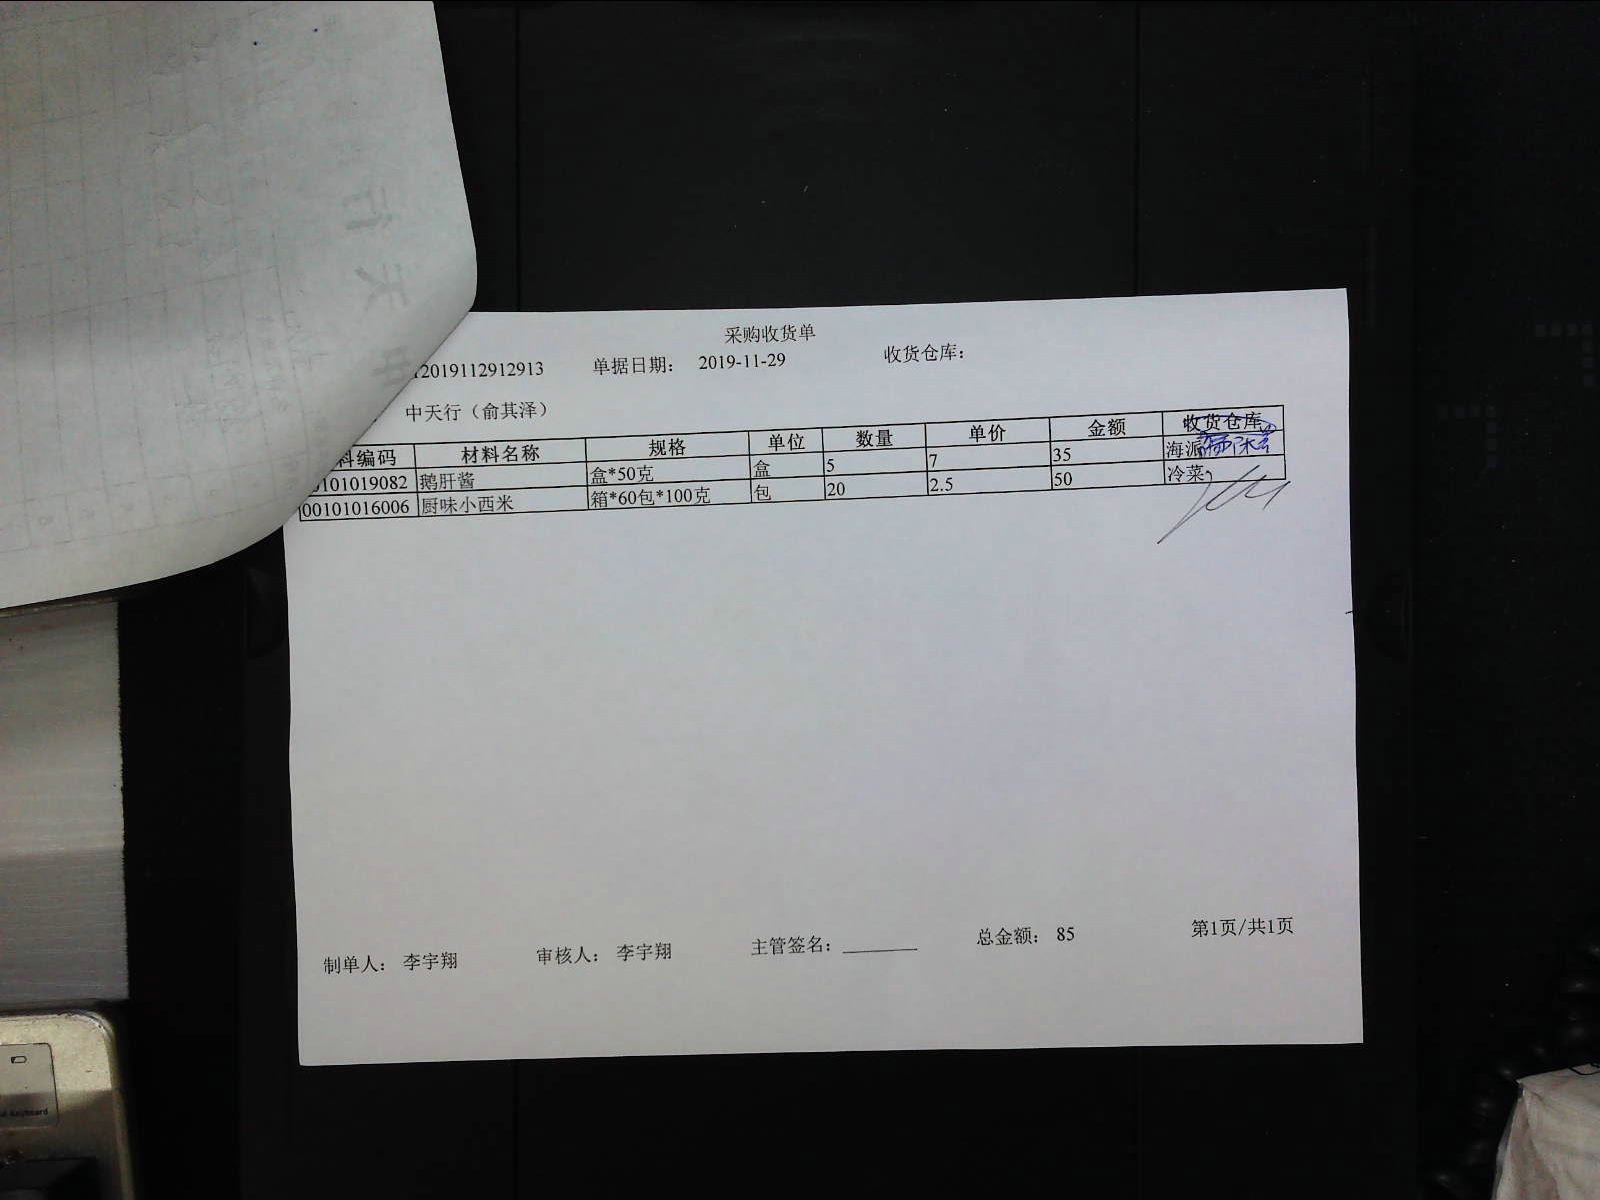 采购收货单
12019112912913 单据日期： 2019-11-29 收货仓库：
中天行（俞其泽）
料编码 材料名称 规格 单位 数量 单价 金额 收货仓库
0101019082 鹅肝酱 盒*50克 盒 5 7 35 海派
00101016006 厨味小西米 箱*60包*100克 包 20 2.5 50 冷菜
制单人： 李宇翔 审核人： 李宇翔 主管签名： 总金额： 85 第1页/共1页
Keyboard